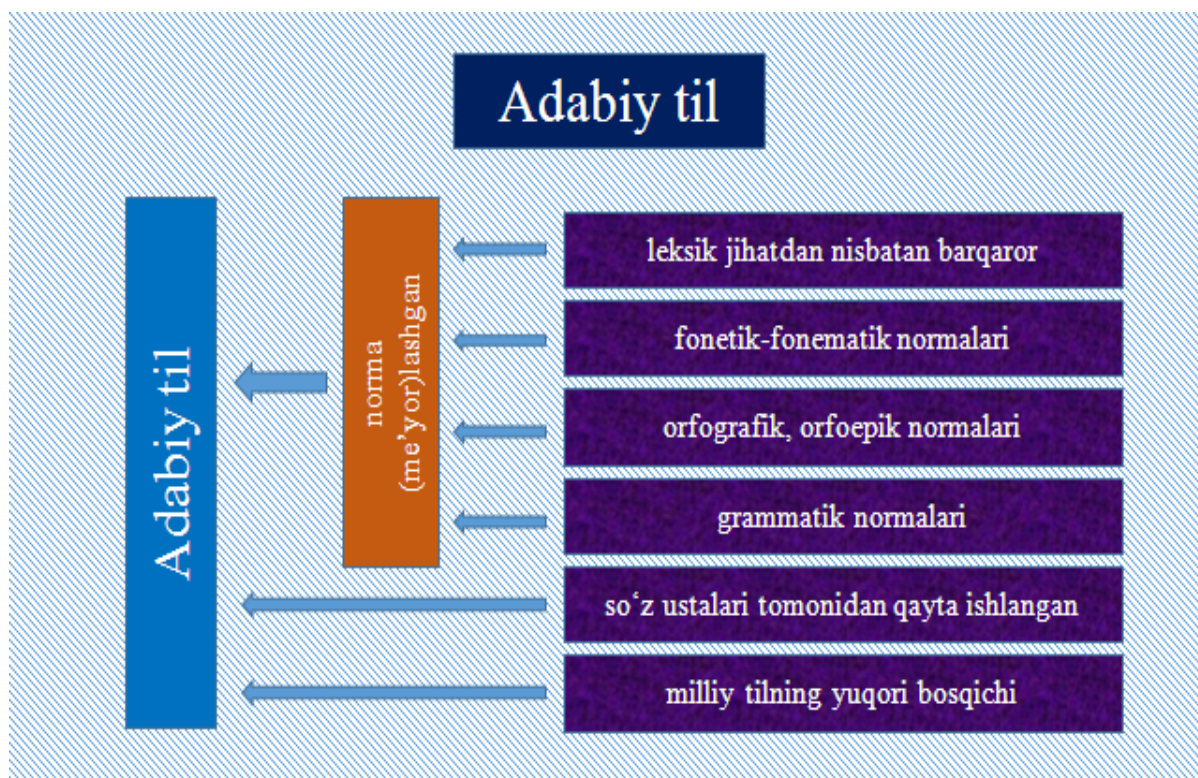 Adabiy til
Adabiy til
norma
(me’yor)lashgan
leksik jihatdan nisbatan barqaror
fonetik-fonematik normalari
orfografik, orfoepik normalari
grammatik normalari
so‘z ustalari tomonidan qayta ishlangan
milliy tilning yuqori bosqichi